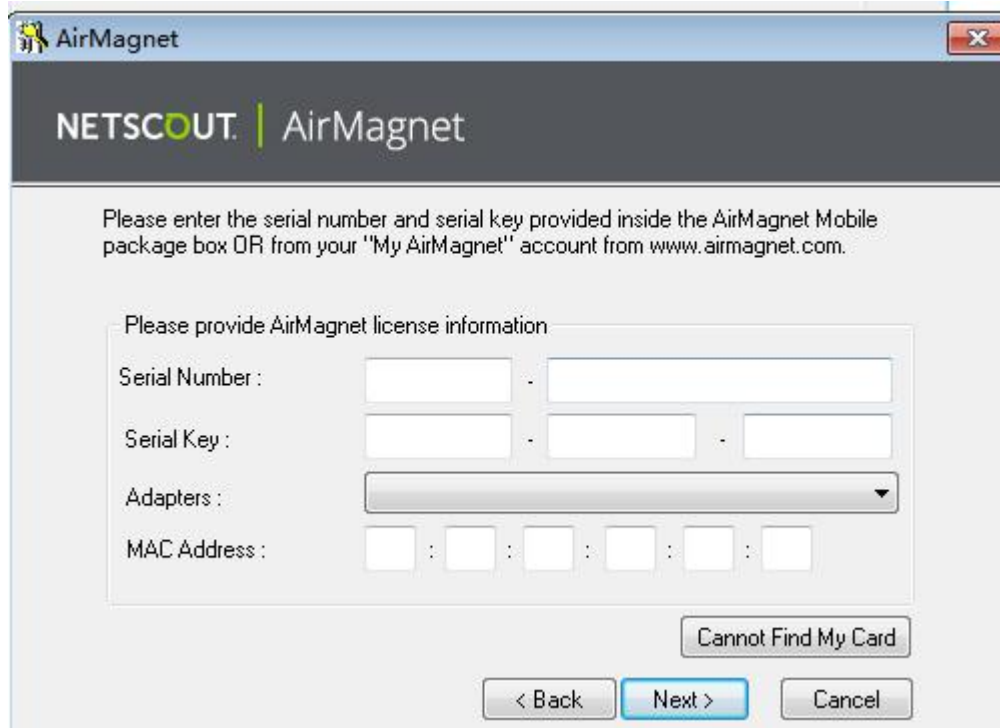 AirMagnet
NETSCOUT. | AirMagnet
Please enter the serial number and serial key provided inside the AirMagnet Mobile
package box OR from your "My AirMagnet" account from www.airmagnet.com.
Please provide AirMagnet license information
Serial Number : -
Serial Key : - -
Adapters :
MAC Address : : : : : :
Cannot Find My Card
< Back Next > Cancel